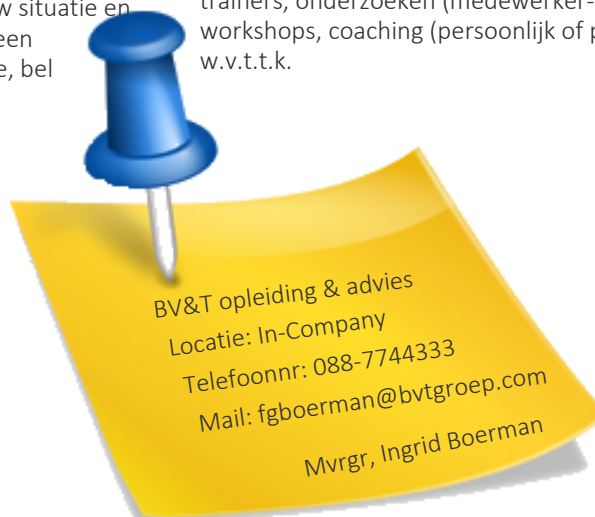 w situatie en
een
e, bel
trainers, onderzoeken (medewerker-
workshops, coaching (persoonlijk of p
w.v.t.t.k.
BV&T opleiding & advies
Locatie: In-Company
Telefoonnr: 088-7744333
Mail: fgboerman@bvtgroep.com
Mvrgr, Ingrid Boerman